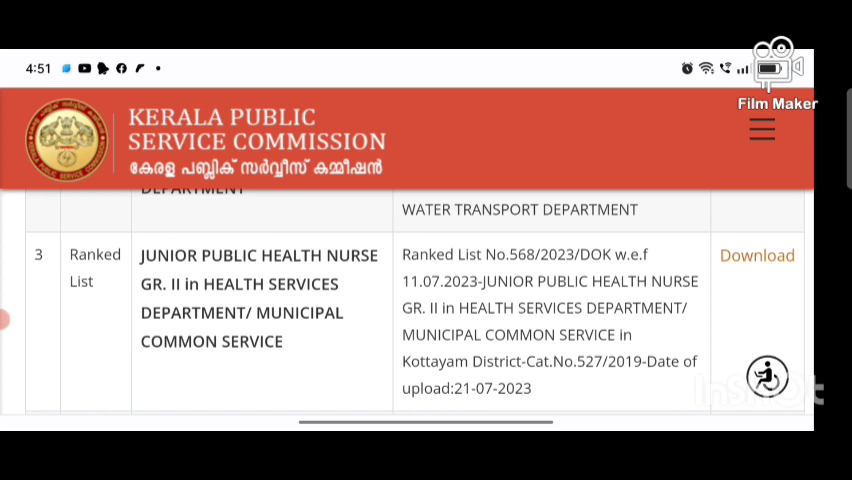 4:51
Film Maker
KERALA PUBLIC
SERVICE COMMISSION
കേരള പബ്ലിക് സർവ്വീസ് കമ്മീഷൻ
DEPARTMENT
WATER TRANSPORT DEPARTMENT
3
Ranked
List
JUNIOR PUBLIC HEALTH NURSE
GR. II in HEALTH SERVICES
DEPARTMENT/ MUNICIPAL
COMMON SERVICE
Ranked List No.568/2023/DOK w.e.f
11.07.2023-JUNIOR PUBLIC HEALTH NURSE
GR. II in HEALTH SERVICES DEPARTMENT/
MUNICIPAL COMMON SERVICE in
Kottayam District-Cat.No.527/2019-Date of
upload:21-07-2023
Download
InShOt